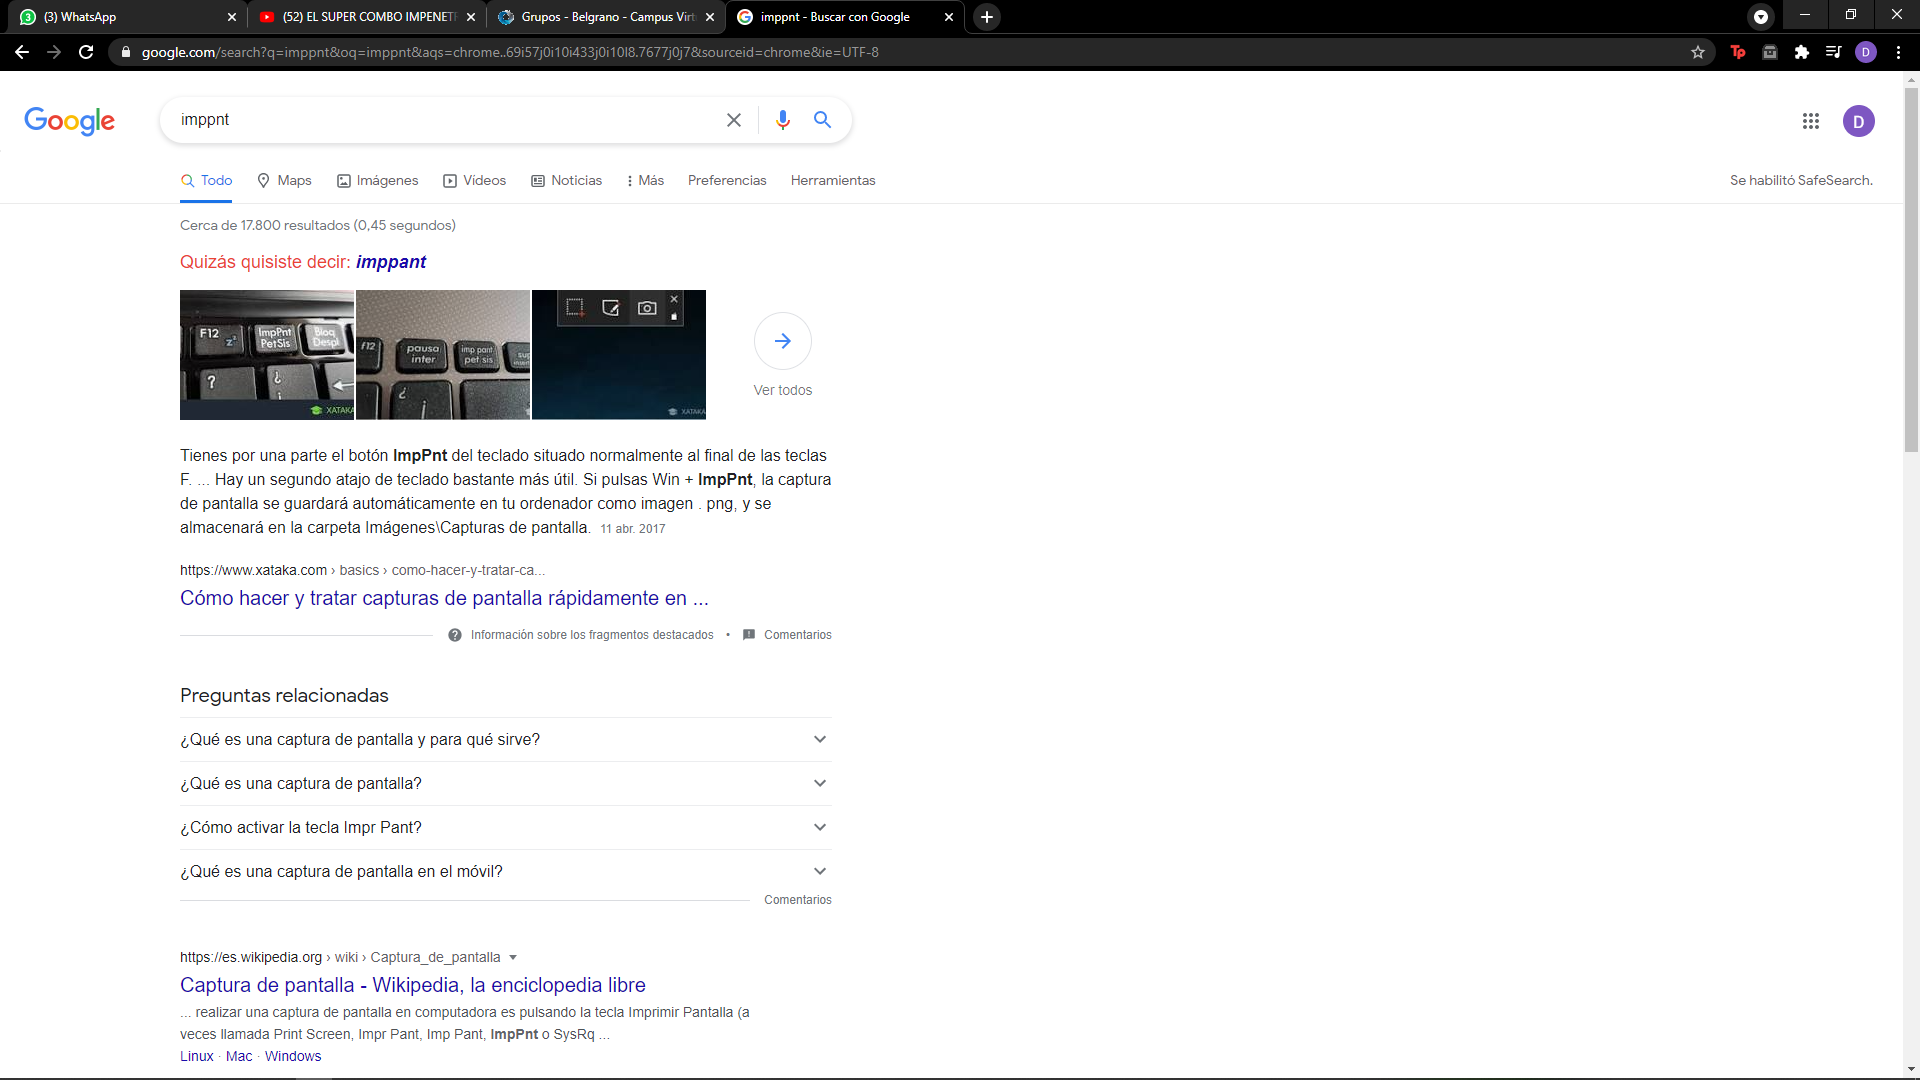 (3) WhatsApp
(52) EL SUPER COMBO IMPENET
Grupos - Belgrano - Campus Virt
imppnt - Buscar con Google
google.com/search?q=imppnt&oq=imppnt&aqs=chrome..69i57j0i10i433j0i10l8.7677j0j7&sourceid=chrome&ie=UTF-8
Tp
D
Google
imppnt
D
Todo
Maps
Imágenes
Vídeos
Noticias
Más
Preferencias
Herramientas
Se habilitó SafeSearch.
Cerca de 17.800 resultados (0,45 segundos)
Quizás quisiste decir: imppant
F12
ImpPnt
PetSis
Bloq
Despl
XATAKA
f12
pausa
inter
imp pant
pet sis
XATAKA
Ver todos
Tienes por una parte el botón ImpPnt del teclado situado normalmente al final de las teclas
F. ... Hay un segundo atajo de teclado bastante más útil. Si pulsas Win + ImpPnt, la captura
de pantalla se guardará automáticamente en tu ordenador como imagen . png, y se
almacenará en la carpeta Imágenes\Capturas de pantalla. 11 abr. 2017
https://www.xataka.com › basics › como-hacer-y-tratar-ca...
Cómo hacer y tratar capturas de pantalla rápidamente en ...
Información sobre los fragmentos destacados • Comentarios
Preguntas relacionadas
¿Qué es una captura de pantalla y para qué sirve?
¿Qué es una captura de pantalla?
¿Cómo activar la tecla Impr Pant?
¿Qué es una captura de pantalla en el móvil?
Comentarios
https://es.wikipedia.org › wiki › Captura_de_pantalla
Captura de pantalla - Wikipedia, la enciclopedia libre
... realizar una captura de pantalla en computadora es pulsando la tecla Imprimir Pantalla (a
veces llamada Print Screen, Impr Pant, Imp Pant, ImpPnt o SysRq ...
Linux · Mac · Windows